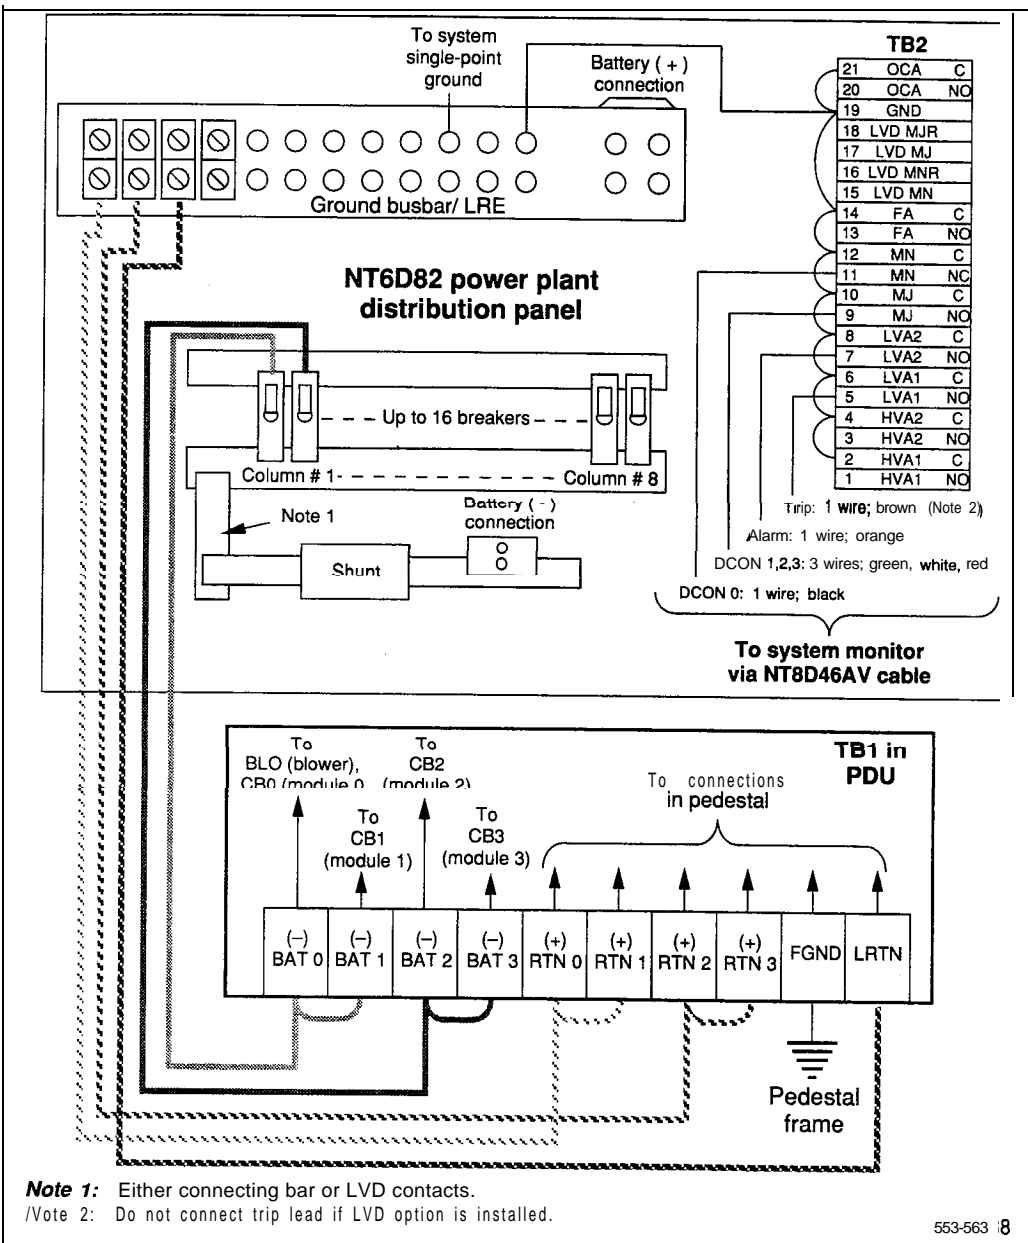 To system
single-point
ground
Battery ( + )
connection
TB2
21 OCA C
20 OCA NO
19 GND
18 LVD MJR
17 LVD MJ
16 LVD MNR
15 LVD MN
14 FA C
13 FA NO
12 MN C
11 MN NC
10 MJ C
9 MJ NO
8 LVA2 C
7 LVA2 NO
6 LVA1 C
5 LVA1 NO
4 HVA2 C
3 HVA2 NO
2 HVA1 C
1 HVA1 NO
Ground busbar/ LRE
NT6D82 power plant
distribution panel
Up to 16 breakers
Column # 1
Column # 8
Note 1
Battery ( - )
connection
Shunt
Trip: 1 wire; brown (Note 2)
Alarm: 1 wire; orange
DCON 1,2,3: 3 wires; green, white, red
DCON 0: 1 wire; black
To system monitor
via NT8D46AV cable
TB1 in
PDU
To
BLO (blower),
CB0 (module 0
To
CB2
(module 2)
To
CB1
(module 1)
To
CB3
(module 3)
To connections
in pedestal
(–) BAT 0
(–) BAT 1
(–) BAT 2
(–) BAT 3
(+) RTN 0
(+) RTN 1
(+) RTN 2
(+) RTN 3
FGND
LRTN
Pedestal
frame
Note 1: Either connecting bar or LVD contacts.
/Vote 2: Do not connect trip lead if LVD option is installed.
553-563 8